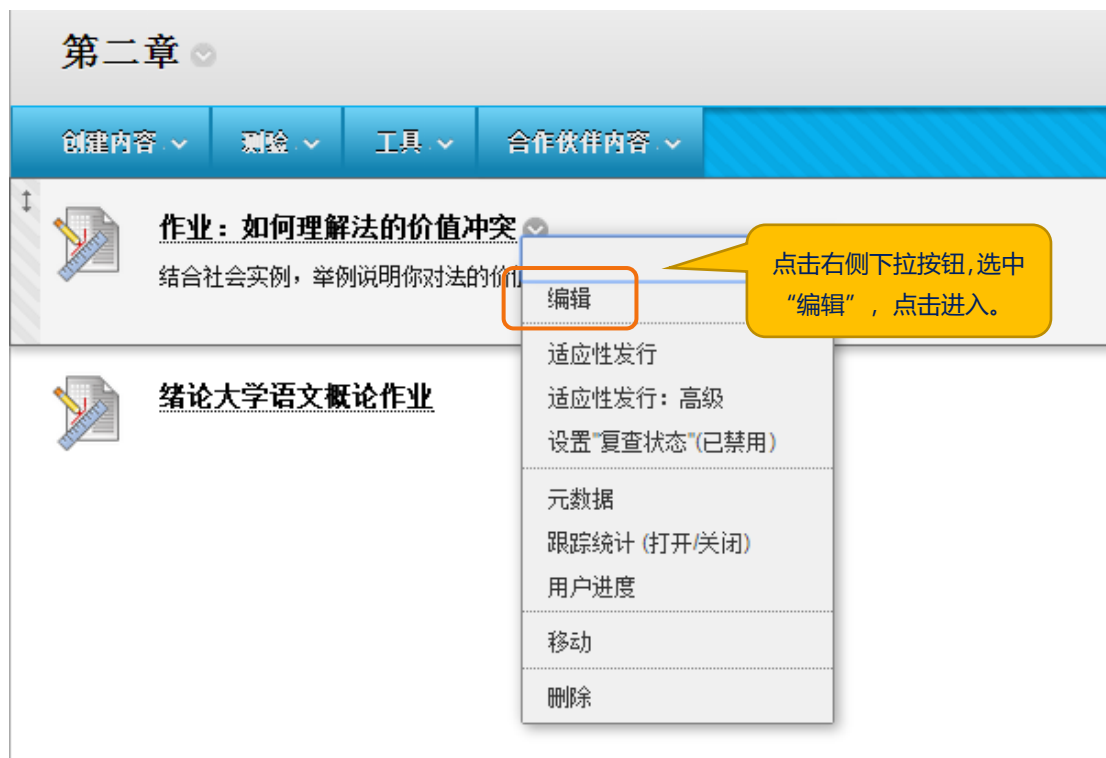 第二章
创建内容 测验 工具 合作伙伴内容
作业：如何理解法的价值冲突
结合社会实例，举例说明你对法的价
编辑
点击右侧下拉按钮,选中
“编辑”，点击进入。
适应性发行
适应性发行：高级
设置"复查状态"(已禁用)
绪论大学语文概论作业
元数据
跟踪统计 (打开/关闭)
用户进度
移动
删除